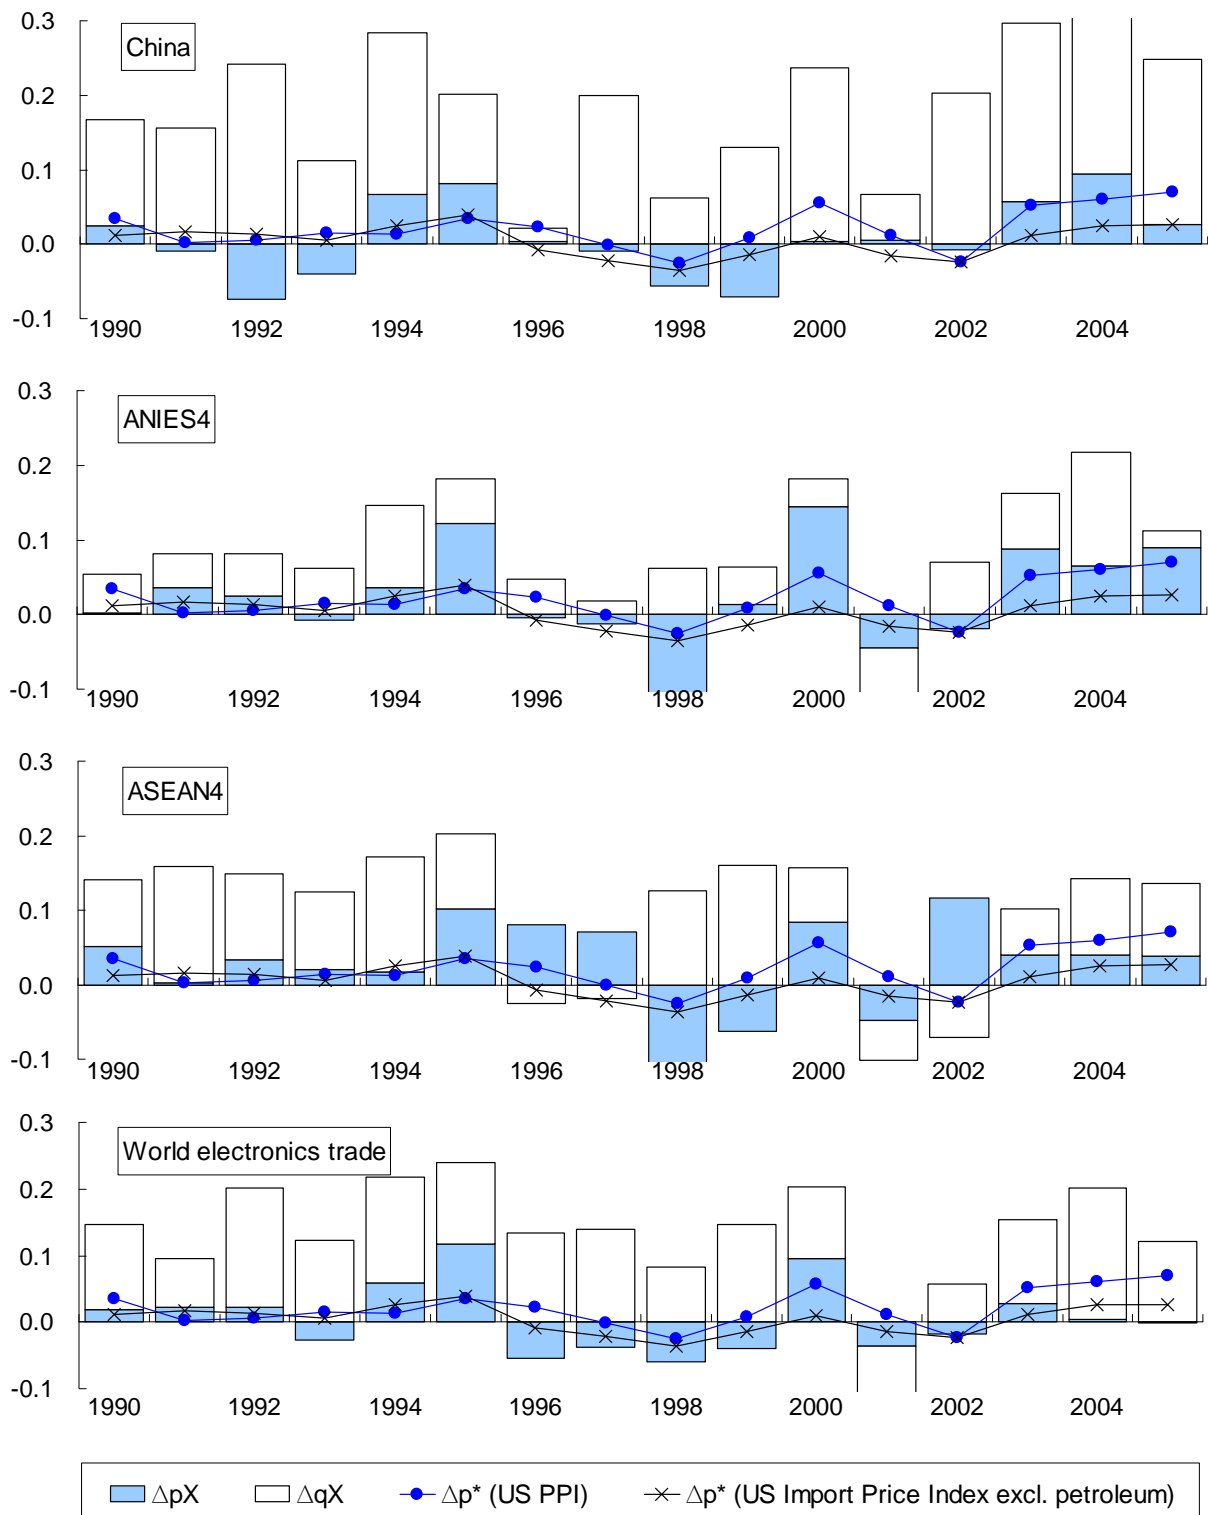 0.3
China
0.2
0.1
0.0
-0.1
1990 1992 1994 1996 1998 2000 2002 2004
0.3
ANIES4
0.2
0.1
0.0
-0.1
1990 1992 1994 1996 1998 2000 2002 2004
0.3
ASEAN4
0.2
0.1
0.0
-0.1
1990 1992 1994 1996 1998 2000 2002 2004
0.3
World electronics trade
0.2
0.1
0.0
-0.1
1990 1992 1994 1996 1998 2000 2002 2004
ΔpX ΔqX Δp* (US PPI) Δp* (US Import Price Index excl. petroleum)